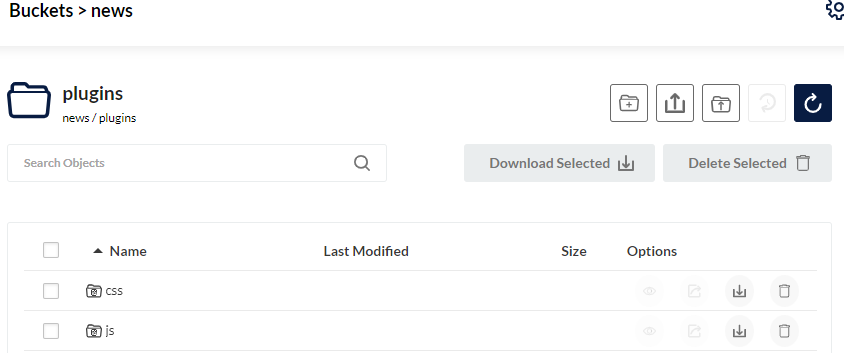 Buckets > news
plugins
news / plugins
Search Objects
Download Selected
Delete Selected
Name Last Modified Size Options
css
js